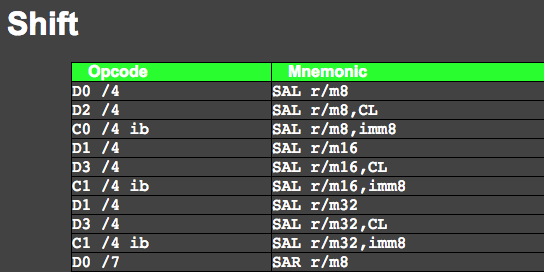 Shift
Opcode Mnemonic
D0 /4 SAL r/m8
D2 /4 SAL r/m8,CL
C0 /4 ib SAL r/m8,imm8
D1 /4 SAL r/m16
D3 /4 SAL r/m16,CL
C1 /4 ib SAL r/m16,imm8
D1 /4 SAL r/m32
D3 /4 SAL r/m32,CL
C1 /4 ib SAL r/m32,imm8
D0 /7 SAR r/m8